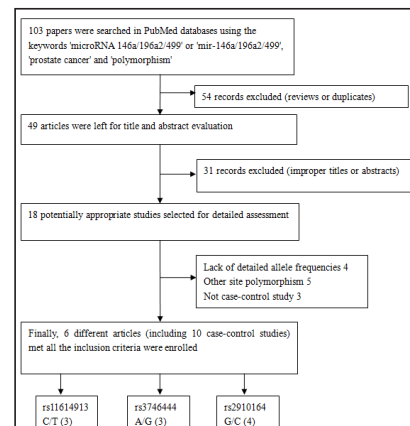 103 papers were searched in PubMed databases using the
keywords 'microRNA 146a/196a2/499' or 'mir-146a/196a2/499',
'prostate cancer' and 'polymorphism'
54 records excluded (reviews or duplicates)
49 articles were left for title and abstract evaluation
31 records excluded (improper titles or abstracts)
18 potentially appropriate studies selected for detailed assessment
Lack of detailed allele frequencies 4
Other site polymorphism 5
Not case-control study 3
Finally, 6 different articles (including 10 case-control studies)
met all the inclusion criteria were enrolled
rs11614913
C/T (3)
rs3746444
A/G (3)
rs2910164
G/C (4)